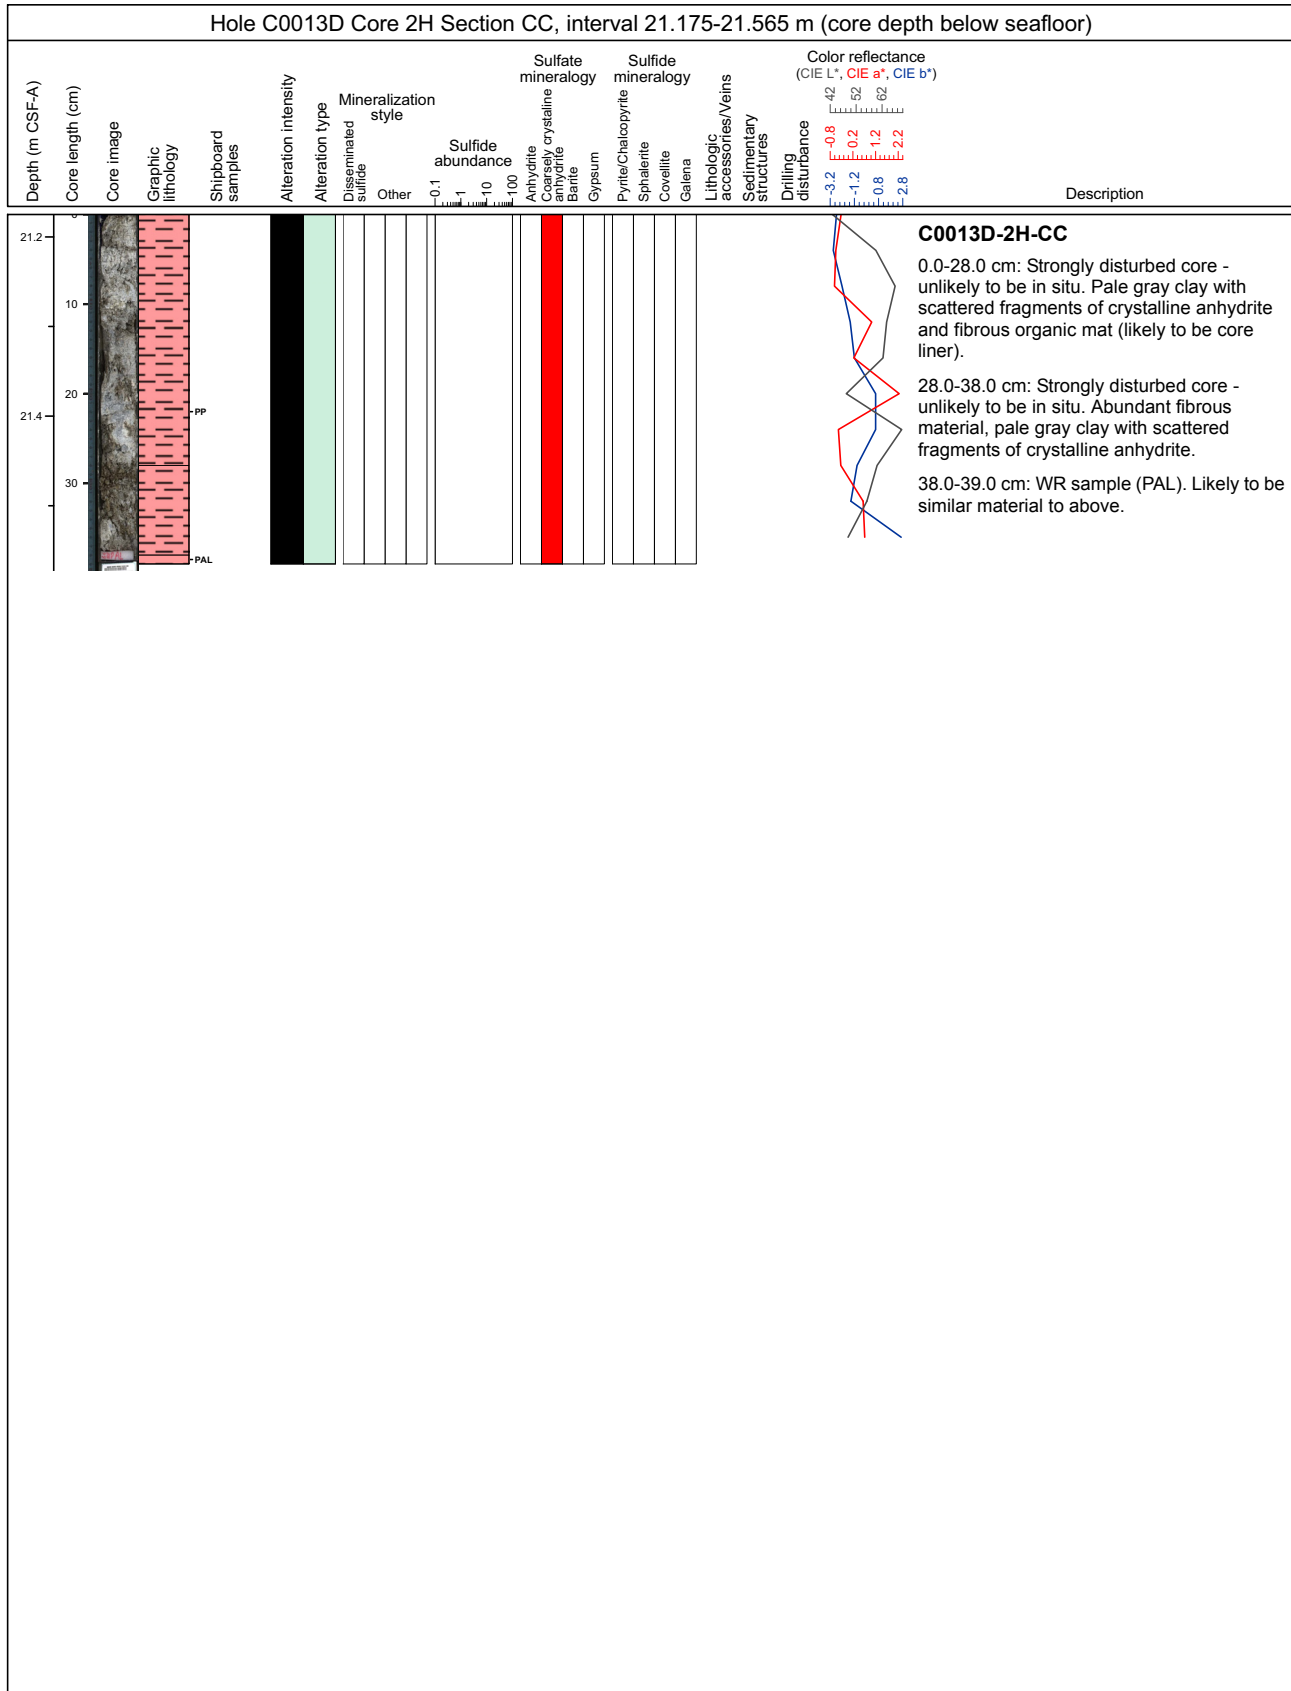 Hole C0013D Core 2H Section CC, interval 21.175-21.565 m (core depth below seafloor)
Depth (m CSF-A)
Core length (cm)
Core image
Graphic
lithology
Shipboard
samples
Alteration intensity
Alteration type
Mineralization
style
Disseminated
sulfide
Other
Sulfide
abundance
0.1
1
10
100
Sulfate
mineralogy
Anhydrite
Coarsely crystaline
anhydrite
Barite
Gypsum
Sulfide
mineralogy
Pyrite/Chalcopyrite
Sphalerite
Covellite
Galena
Lithologic
accessories/Veins
Sedimentary
structures
Drilling
disturbance
Color reflectance
(CIE L*, CIE a*, CIE b*)
42
52
62
-0.8
0.2
1.2
2.2
-3.2
-1.2
0.8
2.8
Description
21.2
21.4
0
10
20
30
PP
PAL
C0013D-2H-CC
0.0-28.0 cm: Strongly disturbed core -
unlikely to be in situ. Pale gray clay with
scattered fragments of crystalline anhydrite
and fibrous organic mat (likely to be core
liner).
28.0-38.0 cm: Strongly disturbed core -
unlikely to be in situ. Abundant fibrous
material, pale gray clay with scattered
fragments of crystalline anhydrite.
38.0-39.0 cm: WR sample (PAL). Likely to be
similar material to above.